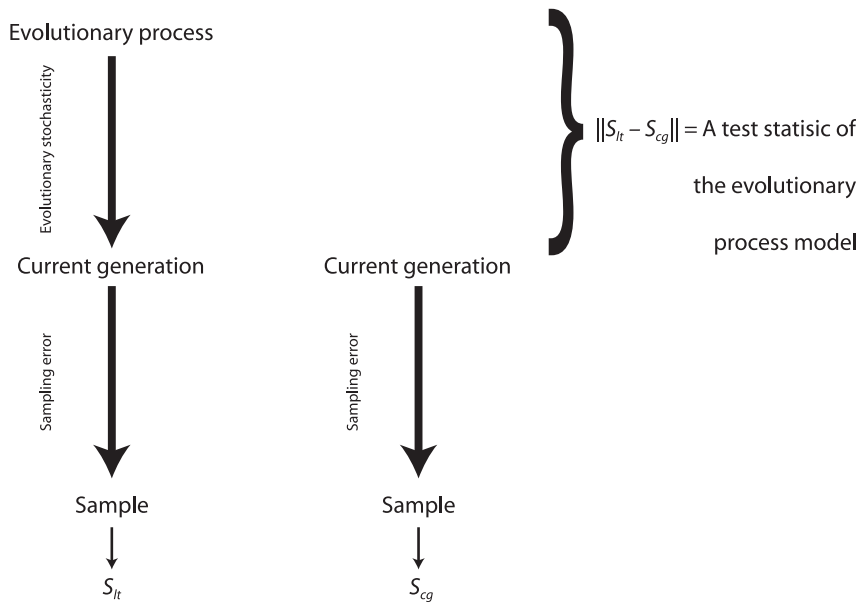 Evolutionary process
Evolutionary stochasticity
Current generation
Sampling error
Sample
S_lt
Current generation
Sampling error
Sample
S_cg
||S_lt – S_cg|| = A test statisic of
the evolutionary
process model